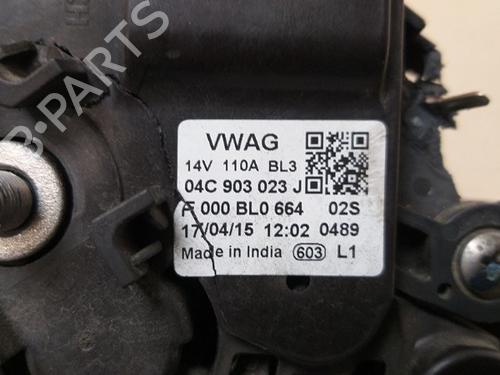 VWAG
14V 110A BL3
04C 903 023 J
F 000 BL0 664 02S
17/04/15 12:02 0489
Made in India 603 L1
B-PARTS